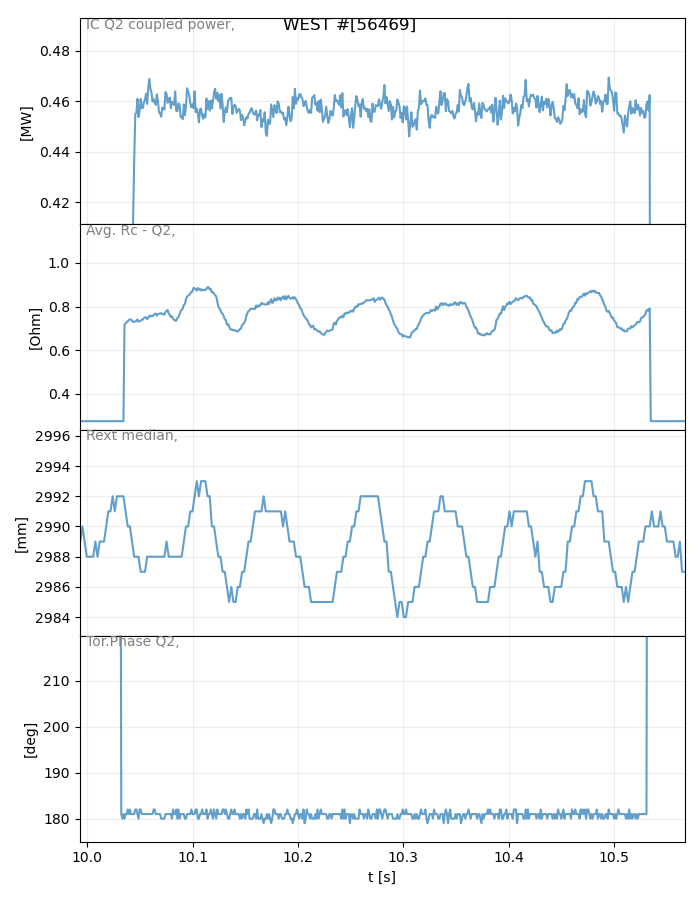 IC Q2 coupled power,
WEST #[56469]
0.48
0.46
0.44
0.42
[MW]
Avg. Rc - Q2,
1.0
0.8
0.6
0.4
[Ohm]
Rext median,
2996
2994
2992
2990
2988
2986
2984
[mm]
Tor.Phase Q2,
210
200
190
180
[deg]
10.0 10.1 10.2 10.3 10.4 10.5
t [s]